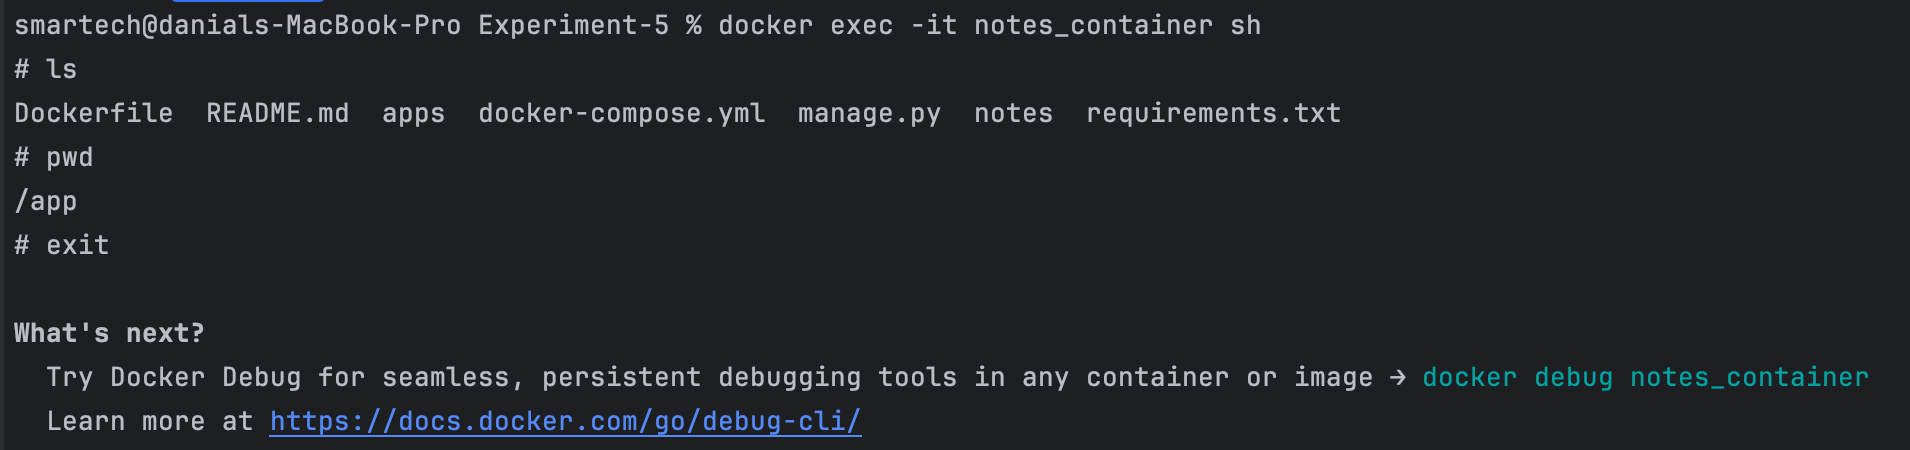 smartech@danials-MacBook-Pro Experiment-5 % docker exec -it notes_container sh
# ls
Dockerfile  README.md  apps  docker-compose.yml  manage.py  notes  requirements.txt
# pwd
/app
# exit
What's next?
Try Docker Debug for seamless, persistent debugging tools in any container or image → docker debug notes_container
Learn more at https://docs.docker.com/go/debug-cli/